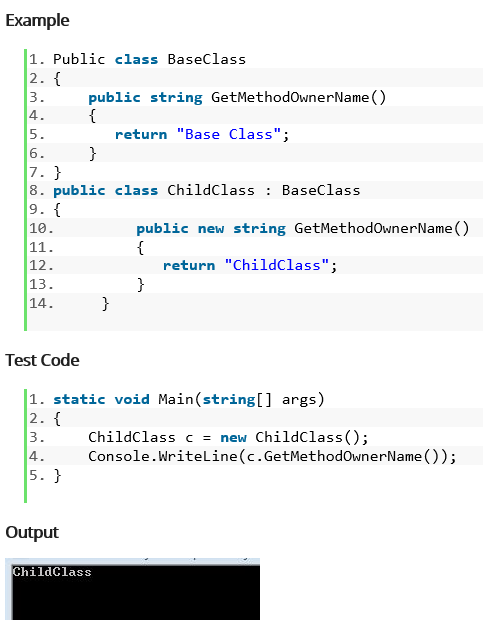 Example
1. Public class BaseClass
2. {
3.     public string GetMethodOwnerName()
4.     {
5.        return "Base Class";
6.     }
7. }
8. public class ChildClass : BaseClass
9. {
10.          public new string GetMethodOwnerName()
11.          {
12.             return "ChildClass";
13.          }
14.      }
Test Code
1. static void Main(string[] args)
2. {
3.     ChildClass c = new ChildClass();
4.     Console.WriteLine(c.GetMethodOwnerName());
5. }
Output
ChildClass